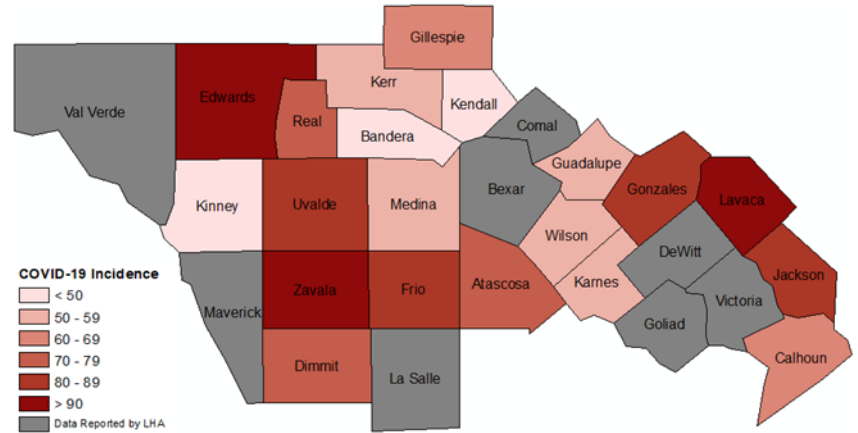 Gillespie
Kerr
Edwards
Val Verde
Kendall
Real
Comal
Bandera
Guadalupe
Bexar
Gonzales
Lavaca
Kinney
Uvalde
Medina
Wilson
DeWitt
COVID-19 Incidence
< 50
50 - 59
60 - 69
70 - 79
80 - 89
> 90
Data Reported by LHA
Jackson
Karnes
Atascosa
Zavala
Frio
Victoria
Maverick
Goliad
Calhoun
Dimmit
La Salle